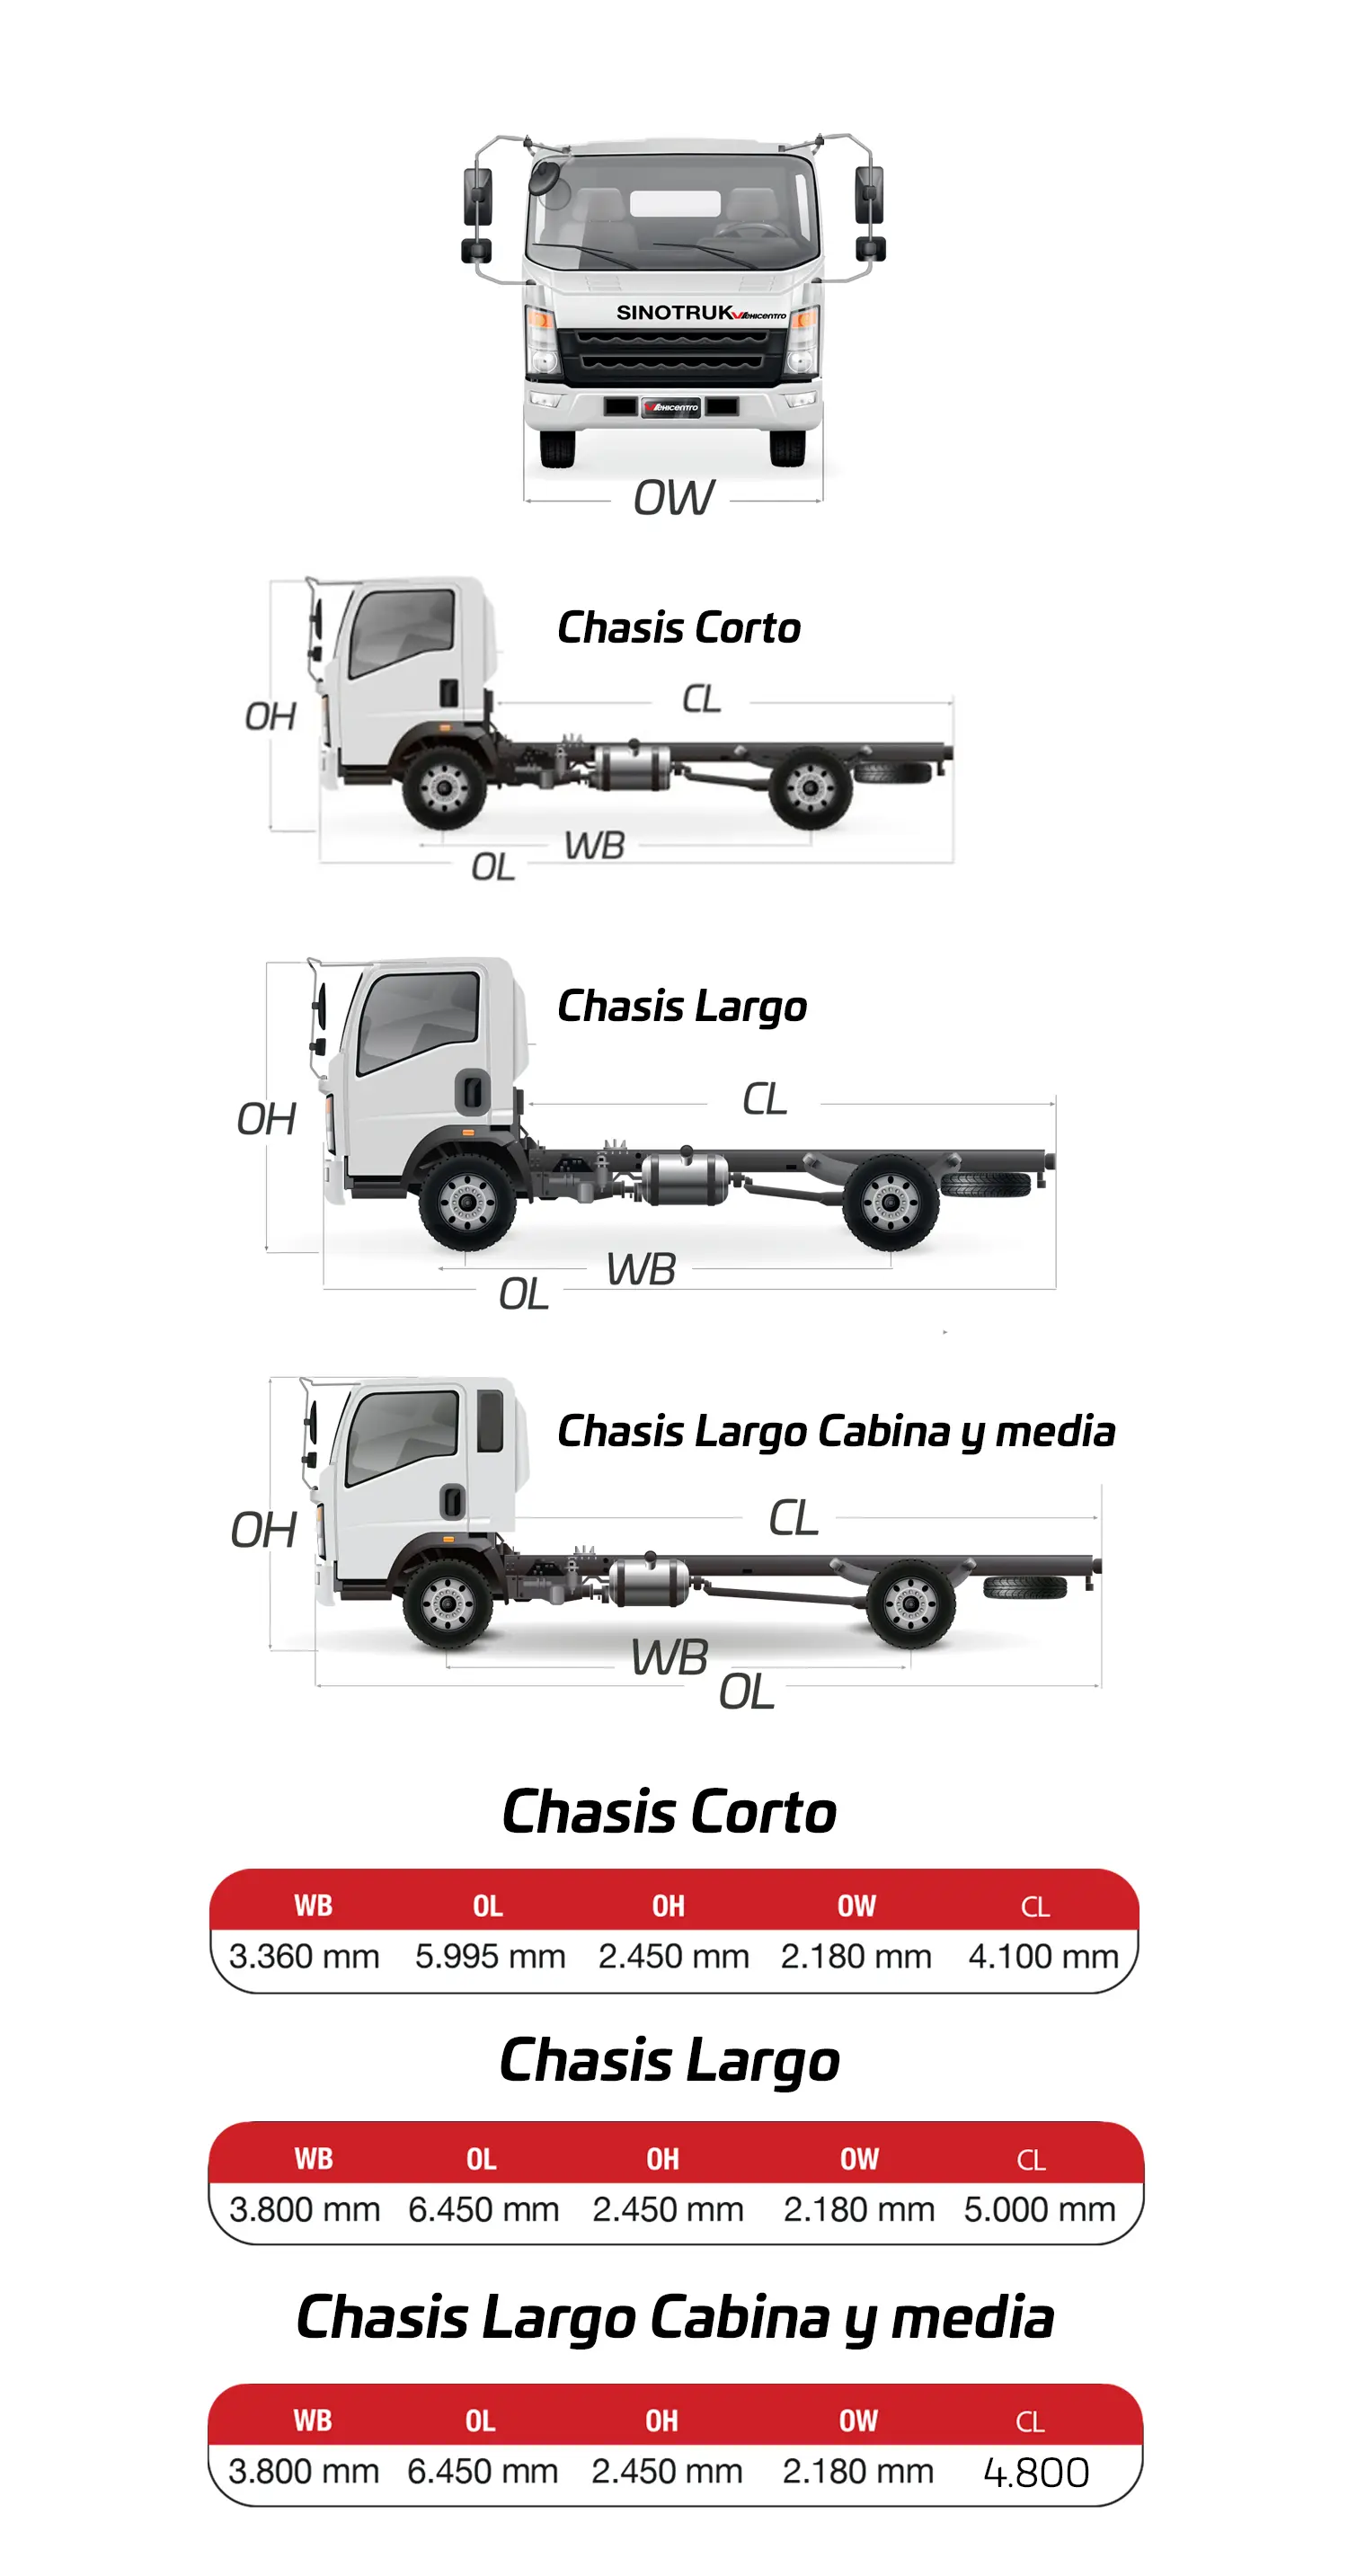 SINOTRUK VEHICENTRO
VEHICENTRO
OW
Chasis Corto
CL
OH
WB
OL
Chasis Largo
CL
OH
WB
OL
Chasis Largo Cabina y media
CL
OH
WB
OL
Chasis Corto
WB OL OH OW CL
3.360 mm 5.995 mm 2.450 mm 2.180 mm 4.100 mm
Chasis Largo
WB OL OH OW CL
3.800 mm 6.450 mm 2.450 mm 2.180 mm 5.000 mm
Chasis Largo Cabina y media
WB OL OH OW CL
3.800 mm 6.450 mm 2.450 mm 2.180 mm 4.800